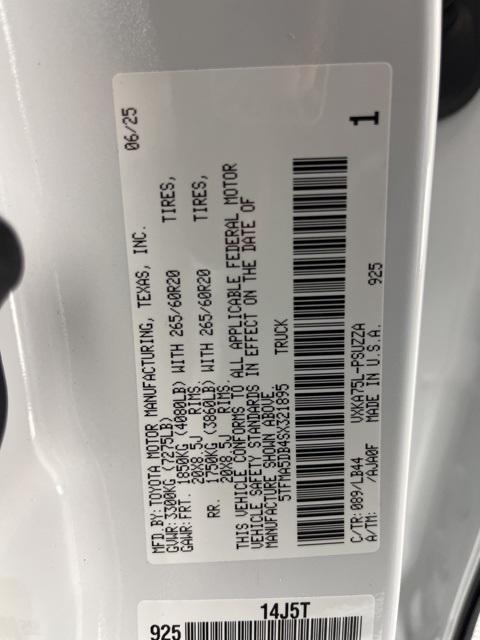 MFD.BY:TOYOTA MOTOR MANUFACTURING, TEXAS, INC. 06/25
GVWR:3300KG (7275LB)
GAWR:FRT. 1850KG (4080LB) WITH 265/60R20 TIRES,
20X8.5J RIMS,
RR. 1750KG (3860LB) WITH 265/60R20 TIRES,
20X8.5J RIMS.
THIS VEHICLE CONFORMS TO ALL APPLICABLE FEDERAL MOTOR
VEHICLE SAFETY STANDARDS IN EFFECT ON THE DATE OF
MANUFACTURE SHOWN ABOVE.
5TFMA5DB4SX321895 TRUCK
1
C/TR:089/LB44 VXKA75L-PSUZZA 925
A/TM: /AJA0F MADE IN U.S.A.
14J5T
925